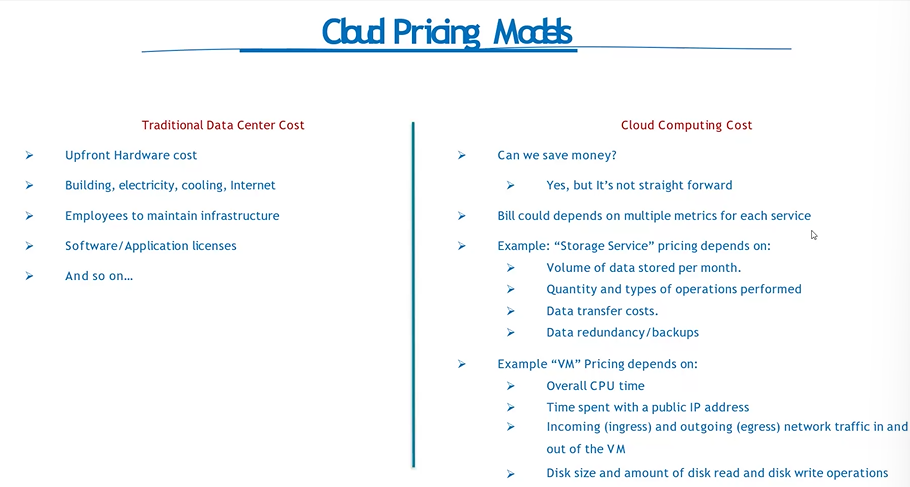 Cloud Pricing Models
Traditional Data Center Cost
Upfront Hardware cost
Building, electricity, cooling, Internet
Employees to maintain infrastructure
Software/Application licenses
And so on…
Cloud Computing Cost
Can we save money?
Yes, but It's not straight forward
Bill could depends on multiple metrics for each service
Example: “Storage Service” pricing depends on:
Volume of data stored per month.
Quantity and types of operations performed
Data transfer costs.
Data redundancy/backups
Example “VM” Pricing depends on:
Overall CPU time
Time spent with a public IP address
Incoming (ingress) and outgoing (egress) network traffic in and
out of the VM
Disk size and amount of disk read and disk write operations